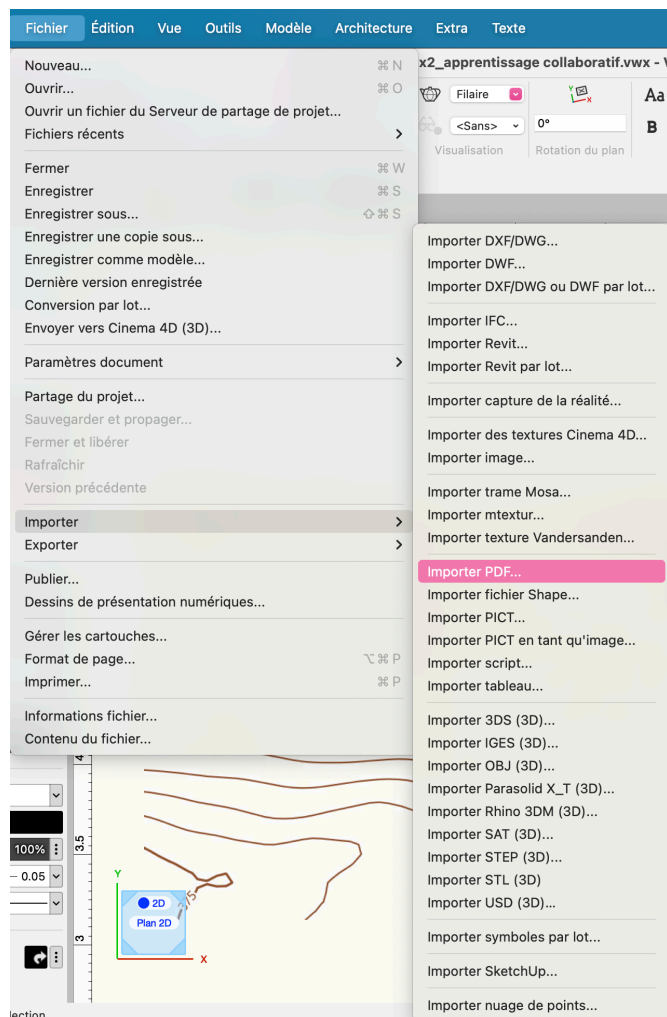 Fichier Édition Vue Outils Modèle Architecture Extra Texte
x2_apprentissage collaboratif.vwx -
Filaire
<Sans>
0°
Aa
B
Visualisation
Rotation du plan
Nouveau... ⌘ N
Ouvrir... ⌘ O
Ouvrir un fichier du Serveur de partage de projet...
Fichiers récents >
Fermer ⌘ W
Enregistrer ⌘ S
Enregistrer sous... ⇧ ⌘ S
Enregistrer une copie sous...
Enregistrer comme modèle...
Dernière version enregistrée
Conversion par lot...
Envoyer vers Cinema 4D (3D)...
Paramètres document >
Partage du projet...
Sauvegarder et propager...
Fermer et libérer
Rafraîchir
Version précédente
Importer >
Exporter >
Publier...
Dessins de présentation numériques...
Gérer les cartouches...
Format de page... ⌥ ⌘ P
Imprimer... ⌘ P
Informations fichier...
Contenu du fichier...
Importer DXF/DWG...
Importer DWF...
Importer DXF/DWG ou DWF par lot...
Importer IFC...
Importer Revit...
Importer Revit par lot...
Importer capture de la réalité...
Importer des textures Cinema 4D...
Importer image...
Importer trame Mosa...
Importer mtextur...
Importer texture Vandersanden...
Importer PDF...
Importer fichier Shape...
Importer PICT...
Importer PICT en tant qu'image...
Importer script...
Importer tableau...
Importer 3DS (3D)...
Importer IGES (3D)...
Importer OBJ (3D)...
Importer Parasolid X_T (3D)...
Importer Rhino 3DM (3D)...
Importer SAT (3D)...
Importer STEP (3D)...
Importer STL (3D)
Importer USD (3D)...
Importer symboles par lot...
Importer SketchUp...
Importer nuage de points...
100%
0.05
4
3.5
3
Y
2D
Plan 2D
375
X